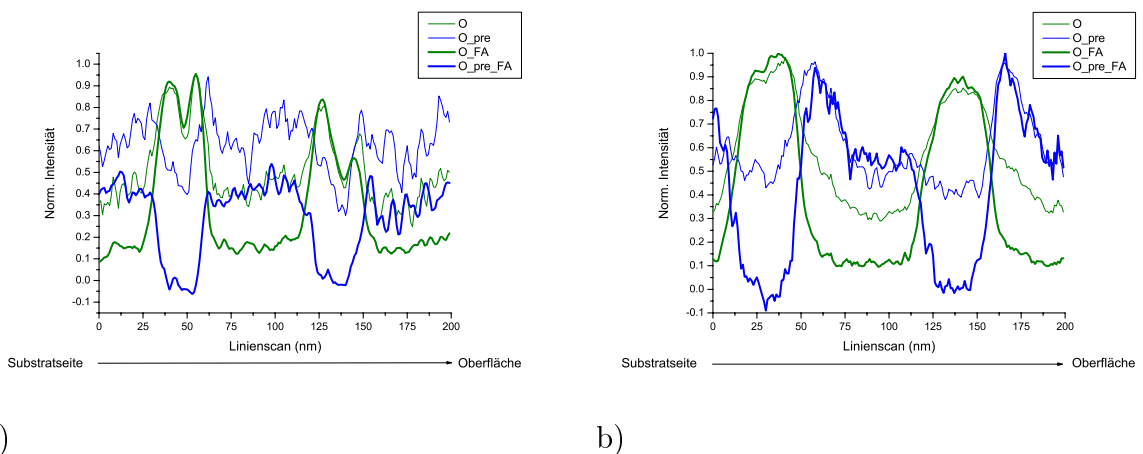 O
O_pre
O_FA
O_pre_FA
1.0
0.9
0.8
0.7
0.6
0.5
0.4
0.3
0.2
0.1
0.0
-0.1
Norm. Intensität
0 25 50 75 100 125 150 175 200
Linienscan (nm)
Substratseite Oberfläche
)
O
O_pre
O_FA
O_pre_FA
1.0
0.9
0.8
0.7
0.6
0.5
0.4
0.3
0.2
0.1
0.0
-0.1
Norm. Intensität
0 25 50 75 100 125 150 175 200
Linienscan (nm)
Substratseite Oberfläche
b)